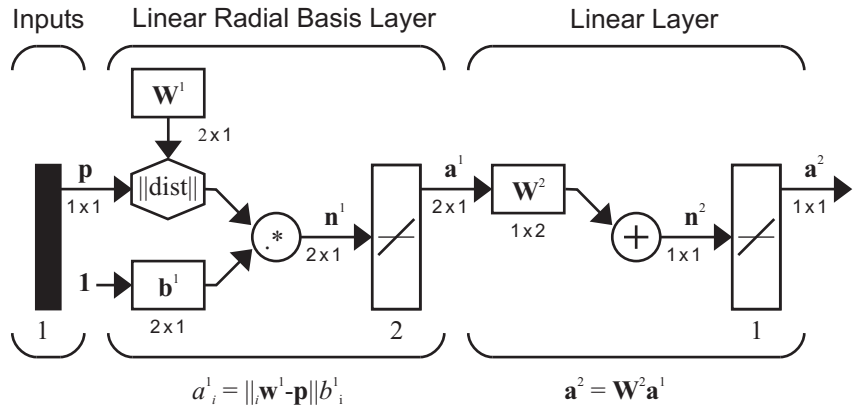 Inputs Linear Radial Basis Layer Linear Layer
W¹
2 x 1
p
1 x 1
||dist||
a¹
2 x 1
W²
1 x 2
a²
1 x 1
.*
n¹
2 x 1
+
n²
1 x 1
1
b¹
2 x 1
1
2
1
a¹ᵢ = ||ᵢw¹-p||b¹ᵢ
a² = W²a¹